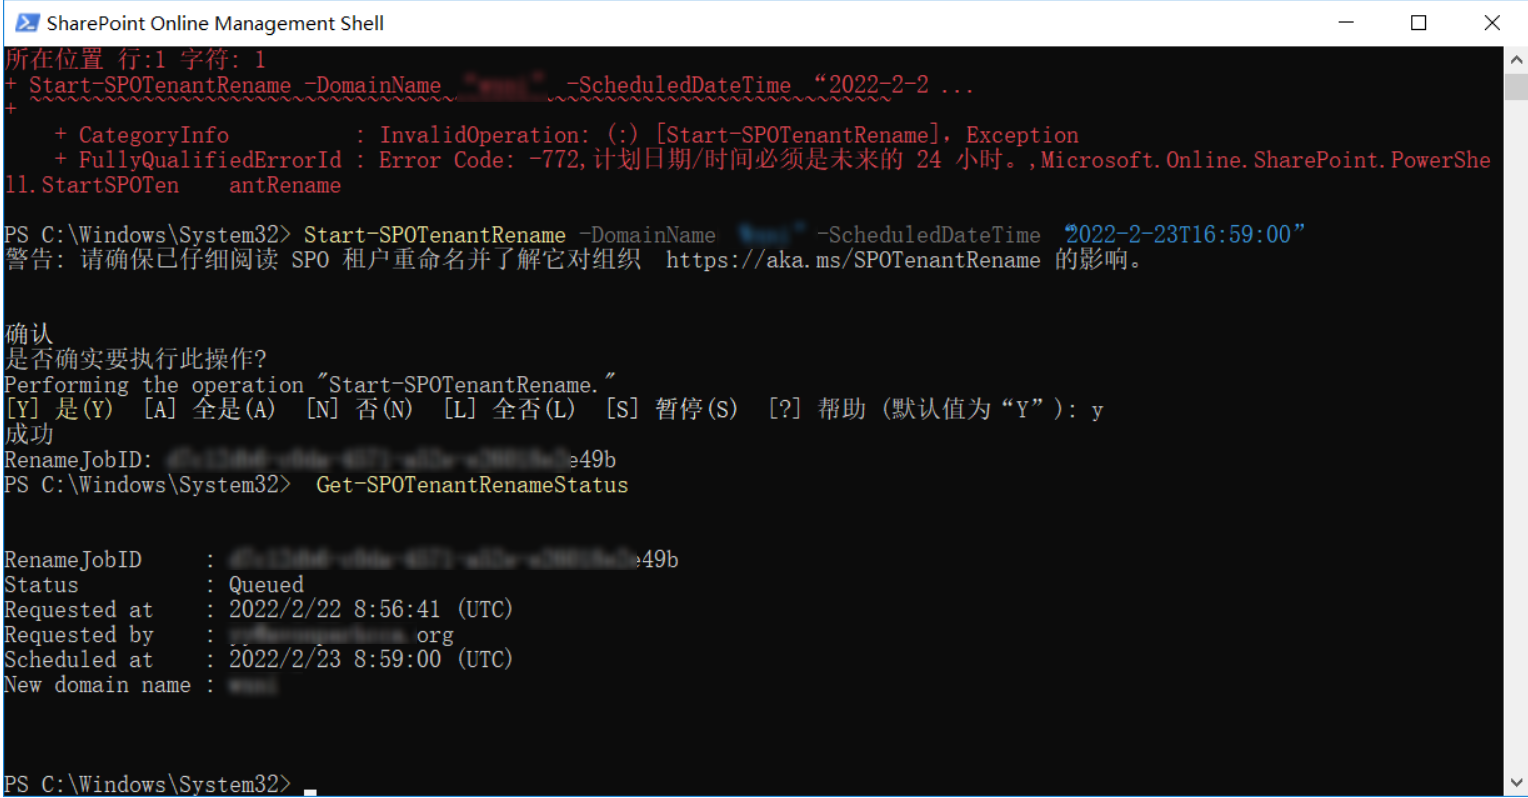 SharePoint Online Management Shell
所在位置 行:1 字符: 1
+ Start-SPOTenantRename -DomainName -ScheduledDateTime “2022-2-2 ...
+ ~~~~~~~~~~~~~~~~~~~~~~~~~~~~~~~~~~~~~~~~~~~~~~~~~~~~~~~~~~~~~~~~~~~~~
+ CategoryInfo : InvalidOperation: (:) [Start-SPOTenantRename], Exception
+ FullyQualifiedErrorId : Error Code: -772,计划日期/时间必须是未来的 24 小时。,Microsoft.Online.SharePoint.PowerShe
ll.StartSPOTen antRename
PS C:\Windows\System32> Start-SPOTenantRename -DomainName -ScheduledDateTime “2022-2-23T16:59:00”
警告: 请确保已仔细阅读 SPO 租户重命名并了解它对组织 https://aka.ms/SPOTenantRename 的影响。
确认
是否确实要执行此操作?
Performing the operation "Start-SPOTenantRename."
[Y] 是(Y) [A] 全是(A) [N] 否(N) [L] 全否(L) [S] 暂停(S) [?] 帮助 (默认值为“Y”): y
成功
RenameJobID: e49b
PS C:\Windows\System32> Get-SPOTenantRenameStatus
RenameJobID : e49b
Status : Queued
Requested at : 2022/2/22 8:56:41 (UTC)
Requested by : .org
Scheduled at : 2022/2/23 8:59:00 (UTC)
New domain name :
PS C:\Windows\System32>